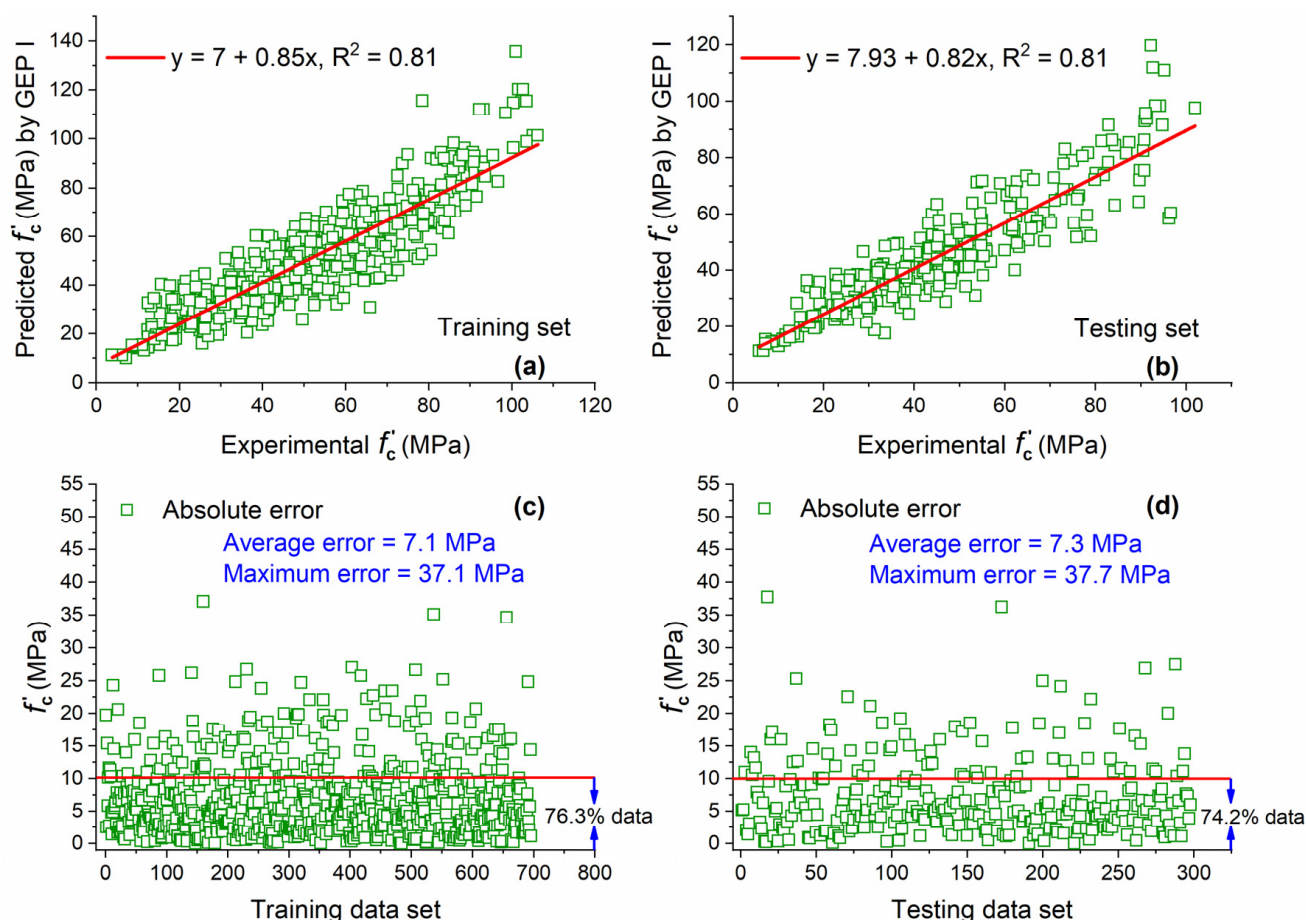 Predicted f'c (MPa) by GEP I
140
120
100
80
60
40
20
0
y = 7 + 0.85x, R² = 0.81
Training set
(a)
0 20 40 60 80 100 120
Experimental f'c (MPa)
Predicted f'c (MPa) by GEP I
120
100
80
60
40
20
0
y = 7.93 + 0.82x, R² = 0.81
Testing set
(b)
0 20 40 60 80 100
Experimental f'c (MPa)
f'c (MPa)
55
50
45
40
35
30
25
20
15
10
5
0
Absolute error
(c)
Average error = 7.1 MPa
Maximum error = 37.1 MPa
76.3% data
0 100 200 300 400 500 600 700 800
Training data set
f'c (MPa)
55
50
45
40
35
30
25
20
15
10
5
0
Absolute error
(d)
Average error = 7.3 MPa
Maximum error = 37.7 MPa
74.2% data
0 50 100 150 200 250 300
Testing data set